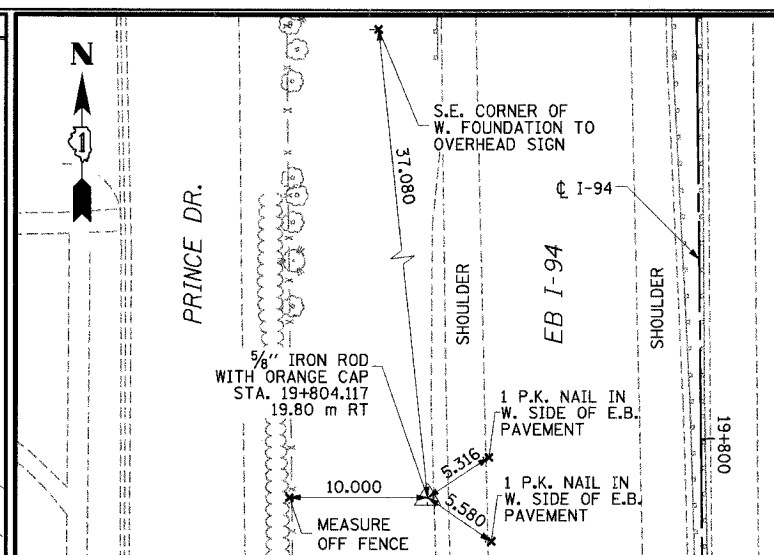 N
1
S.E. CORNER OF
W. FOUNDATION TO
OVERHEAD SIGN
37.080
℄ I-94
PRINCE DR.
SHOULDER
EB I-94
SHOULDER
5/8" IRON ROD
WITH ORANGE CAP
STA. 19+804.117
19.80 m RT
1 P.K. NAIL IN
W. SIDE OF E.B.
PAVEMENT
19+800
5.316
10.000
5.580
1 P.K. NAIL IN
W. SIDE OF E.B.
PAVEMENT
MEASURE
OFF FENCE